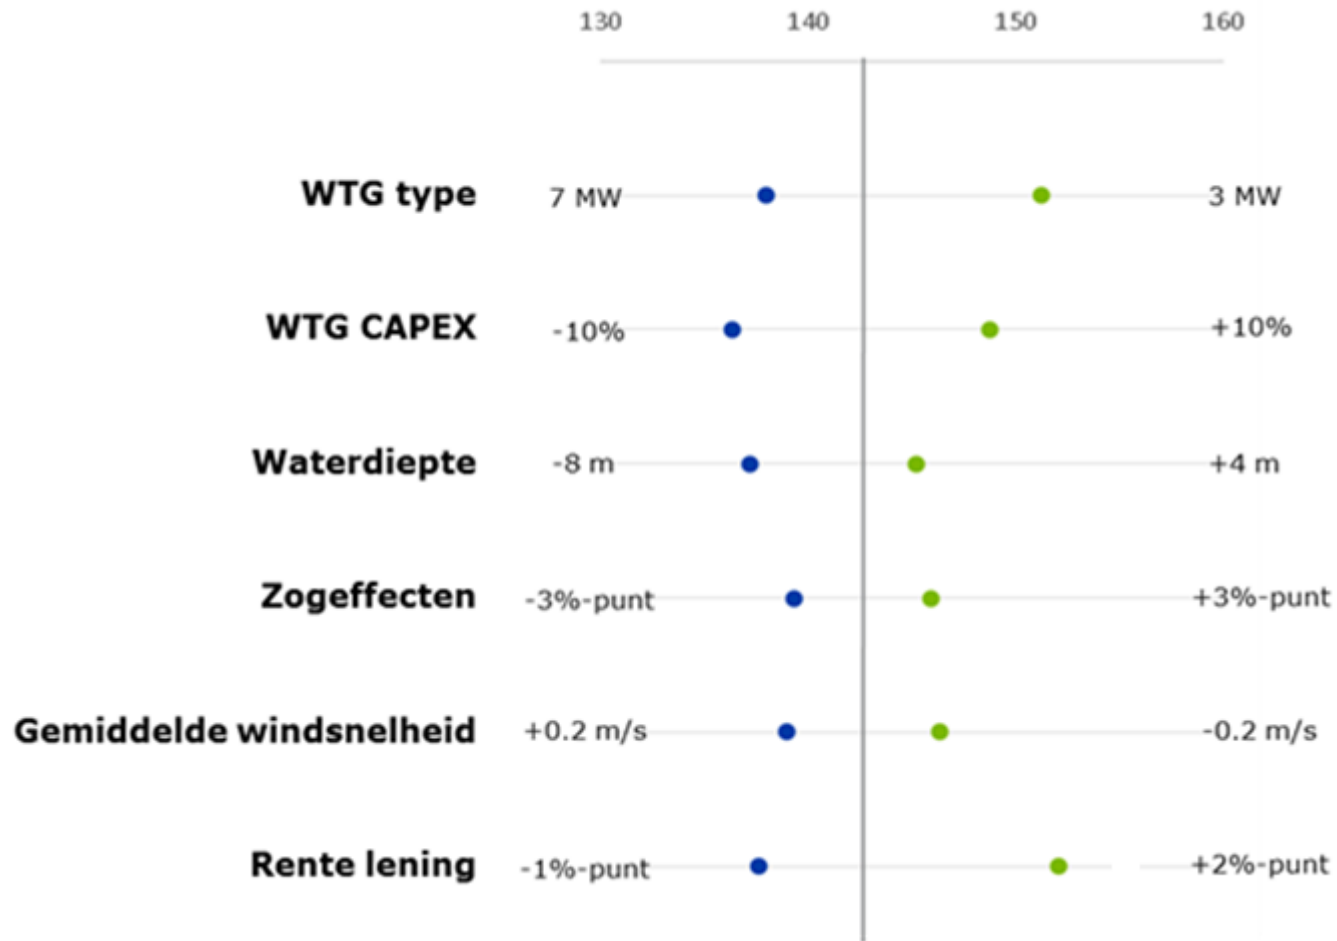 130 140 150 160
WTG type 7 MW 3 MW
WTG CAPEX -10% +10%
Waterdiepte -8 m +4 m
Zogeffecten -3%-punt +3%-punt
Gemiddelde windsnelheid +0.2 m/s -0.2 m/s
Rente lening -1%-punt +2%-punt